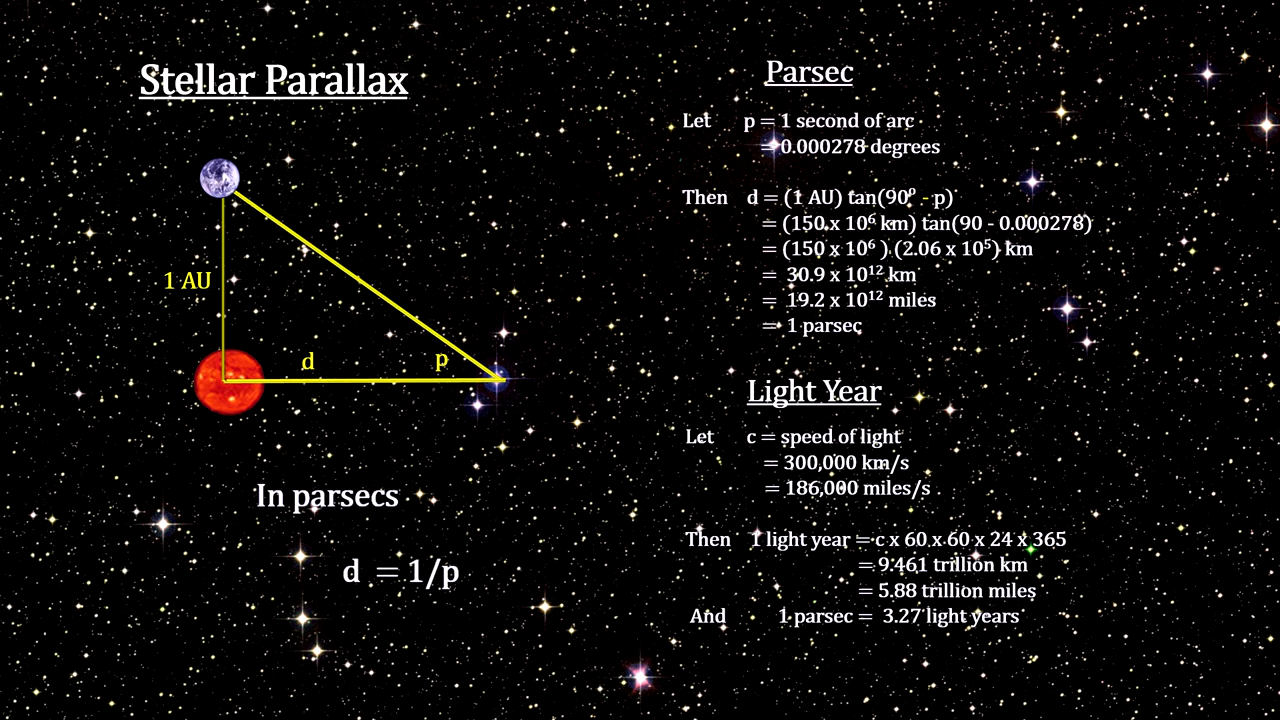 Stellar Parallax
1 AU
d
p
In parsecs
d = 1/p
Parsec
Let p = 1 second of arc
= 0.000278 degrees
Then d = (1 AU) tan(90⁰ - p)
= (150 x 10⁶ km) tan(90 - 0.000278)
= (150 x 10⁶ ) (2.06 x 10⁵) km
= 30.9 x 10¹² km
= 19.2 x 10¹² miles
= 1 parsec
Light Year
Let c = speed of light
= 300,000 km/s
= 186,000 miles/s
Then 1 light year = c x 60 x 60 x 24 x 365
= 9.461 trillion km
= 5.88 trillion miles
And 1 parsec = 3.27 light years